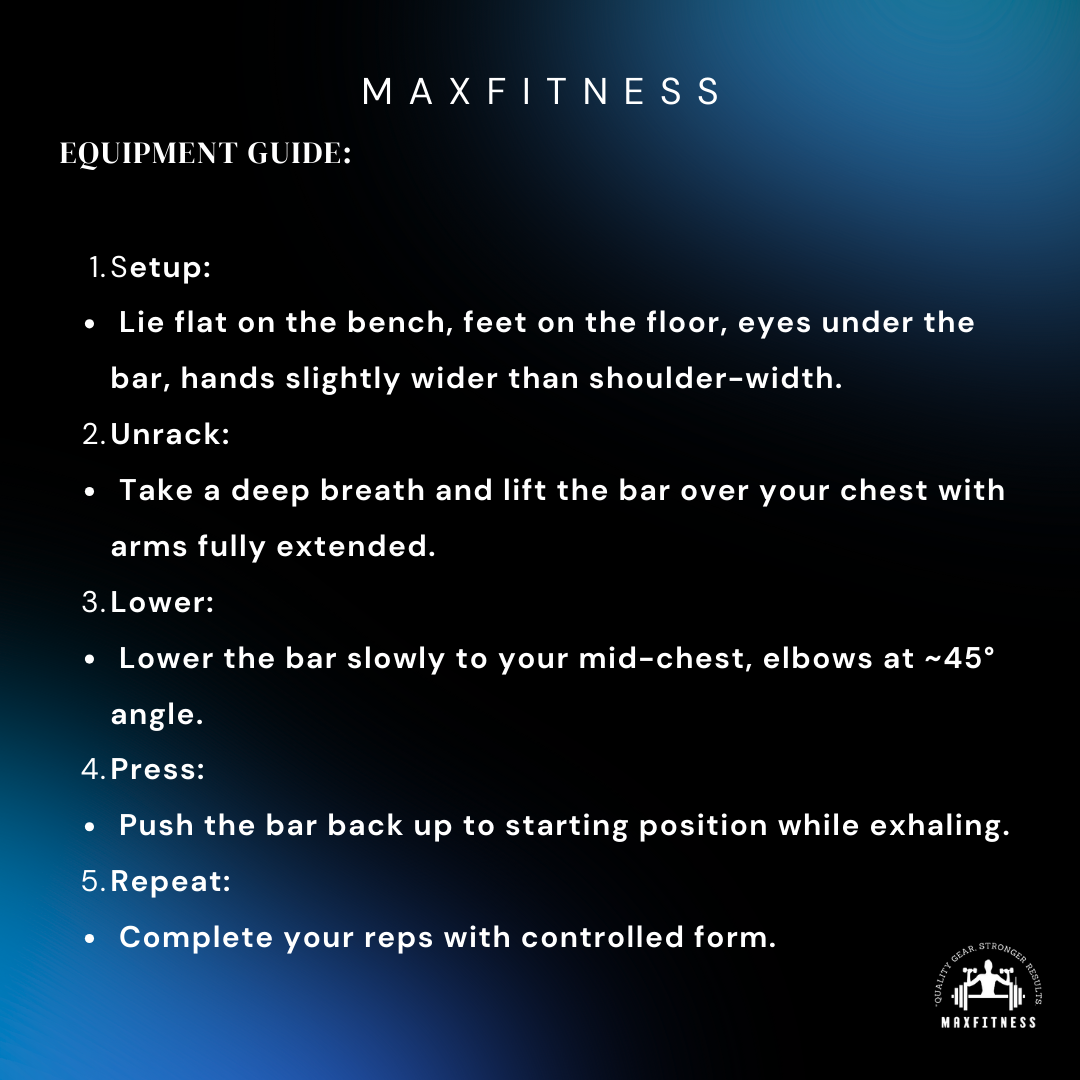 MAXFITNESS
EQUIPMENT GUIDE:
1. Setup:
• Lie flat on the bench, feet on the floor, eyes under the
bar, hands slightly wider than shoulder-width.
2. Unrack:
• Take a deep breath and lift the bar over your chest with
arms fully extended.
3. Lower:
• Lower the bar slowly to your mid-chest, elbows at ~45°
angle.
4. Press:
• Push the bar back up to starting position while exhaling.
5. Repeat:
• Complete your reps with controlled form.
"QUALITY GEAR, STRONGER RESULTS
MAXFITNESS